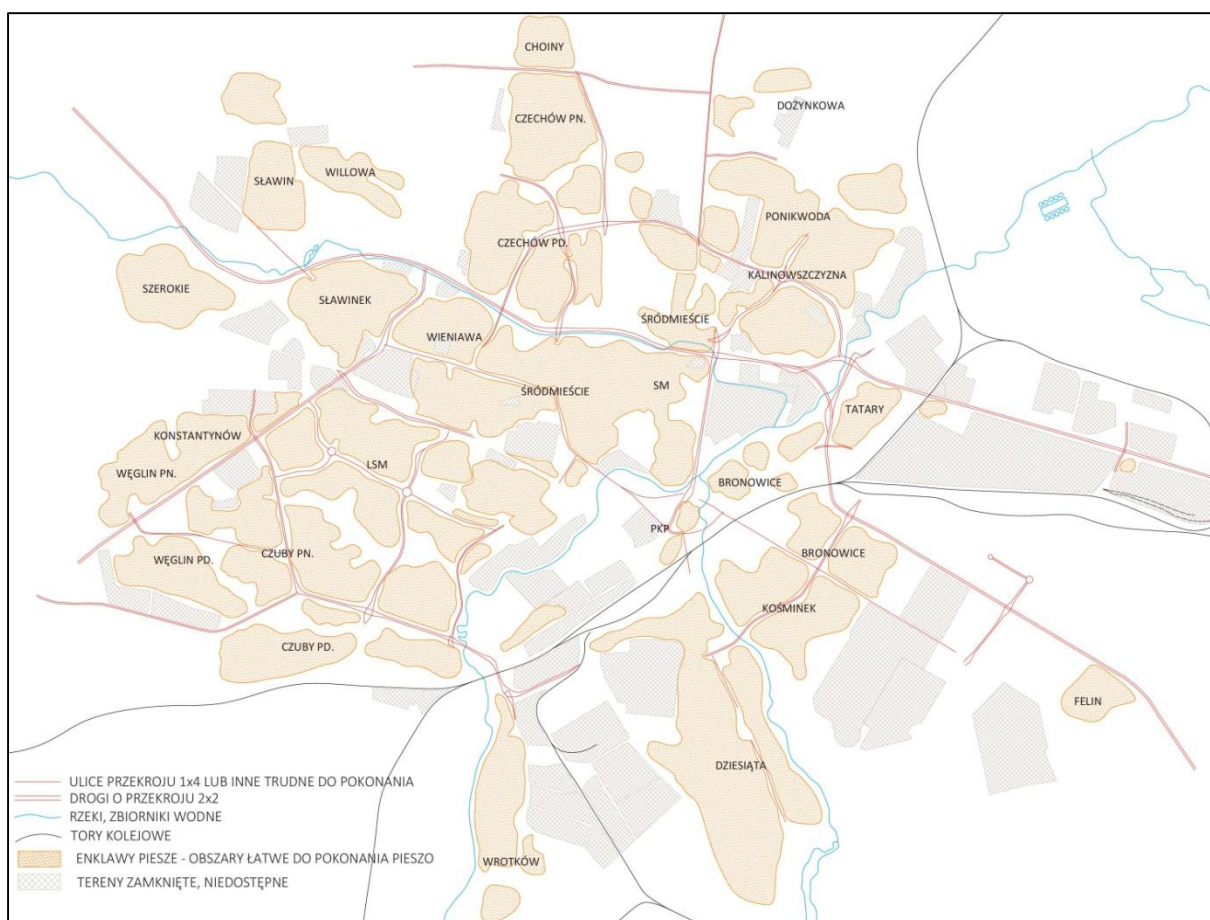 CHOINY
DOŻYNKOWA
CZECHÓW PN.
WILLOWA
SŁAWIN
PONIKWODA
CZECHÓW PD.
KALINOWSZCZYZNA
SZEROKIE
SŁAWINEK
ŚRÓDMIEŚCIE
WIENIAWA
ŚRÓDMIEŚCIE
SM
TATARY
KONSTANTYNÓW
LSM
WĘGLIN PN.
BRONOWICE
PKP
CZUBY PN.
BRONOWICE
WĘGLIN PD.
KOŚMINEK
CZUBY PD.
FELIN
DZIESIĄTA
WROTKÓW
ULICE PRZEKROJU 1x4 LUB INNE TRUDNE DO POKONANIA
DROGI O PRZEKROJU 2x2
RZEKI, ZBIORNIKI WODNE
TORY KOLEJOWE
ENKLAWY PIESZE - OBSZARY ŁATWE DO POKONANIA PIESZO
TERENY ZAMKNIĘTE, NIEDOSTĘPNE